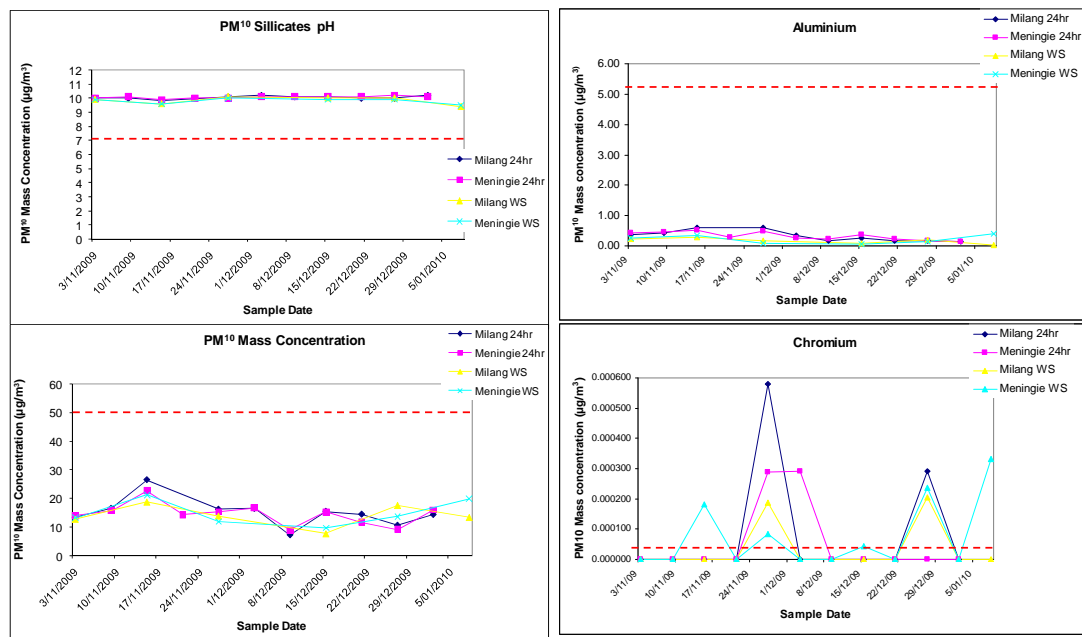 PM¹⁰ Sillicates pH
PM¹⁰ Mass Concentration (µg/m³)
12
11
10
9
8
7
6
5
4
3
2
1
0
3/11/2009
10/11/2009
17/11/2009
24/11/2009
1/12/2009
8/12/2009
15/12/2009
22/12/2009
29/12/2009
5/01/2010
Sample Date
Milang 24hr
Meningie 24hr
Milang WS
Meningie WS
Aluminium
PM¹⁰ Mass concentration (µg/m³)
6.00
5.00
4.00
3.00
2.00
1.00
0.00
3/11/09
10/11/09
17/11/09
24/11/09
1/12/09
8/12/09
15/12/09
22/12/09
29/12/09
5/01/10
Sample Date
Milang 24hr
Meningie 24hr
Milang WS
Meningie WS
PM¹⁰ Mass Concentration
PM¹⁰ Mass Concentration (µg/m³)
60
50
40
30
20
10
0
3/11/2009
10/11/2009
17/11/2009
24/11/2009
1/12/2009
8/12/2009
15/12/2009
22/12/2009
29/12/2009
5/01/2010
Sample Date
Milang 24hr
Meningie 24hr
Milang WS
Meningie WS
Chromium
PM10 Mass concentration (µg/m³)
0.000600
0.000500
0.000400
0.000300
0.000200
0.000100
0.000000
3/11/09
10/11/09
17/11/09
24/11/09
1/12/09
8/12/09
15/12/09
22/12/09
29/12/09
5/01/10
Sample Date
Milang 24hr
Meningie 24hr
Milang WS
Meningie WS